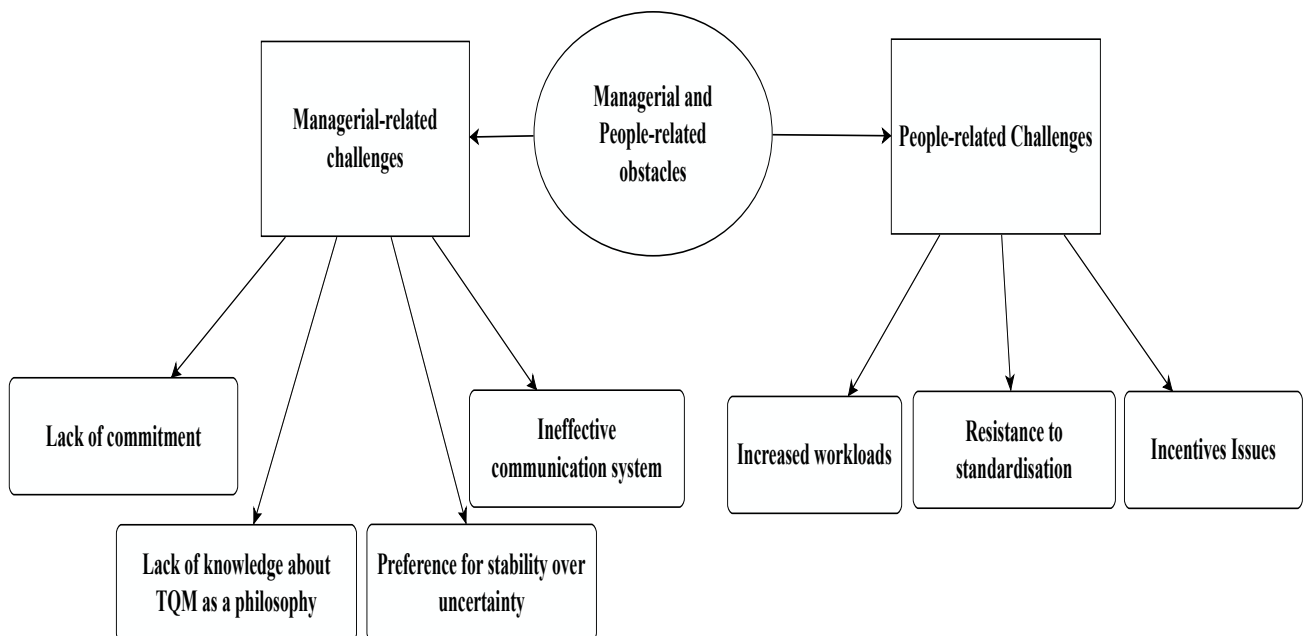 Managerial-related
challenges
Managerial and
People-related
obstacles
People-related Challenges
Lack of commitment
Ineffective
communication system
Increased workloads
Resistance to
standardisation
Incentives Issues
Lack of knowledge about
TQM as a philosophy
Preference for stability over
uncertainty